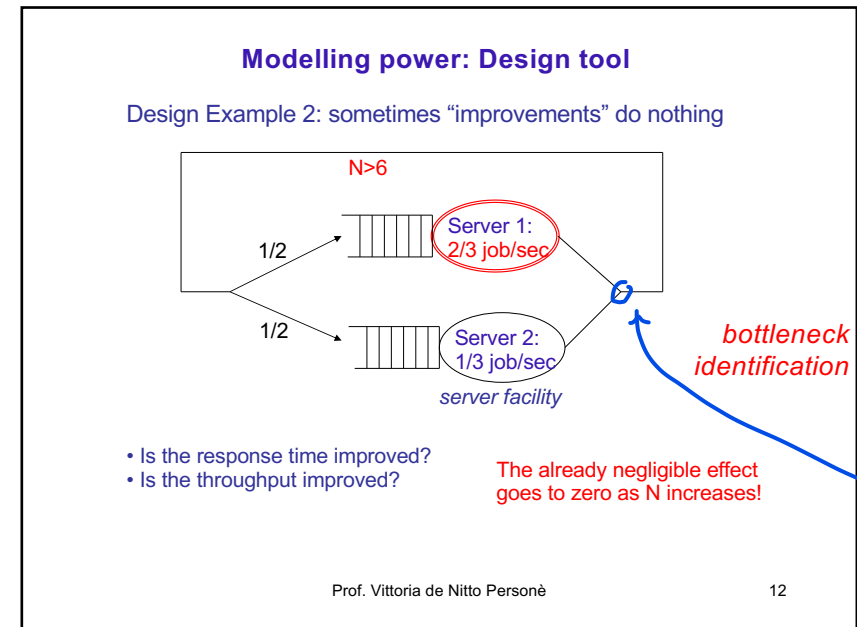 Modelling power: Design tool
Design Example 2: sometimes “improvements” do nothing
N>6
Server 1:
2/3 job/sec
1/2
1/2
Server 2:
1/3 job/sec
server facility
bottleneck
identification
• Is the response time improved?
• Is the throughput improved?
The already negligible effect
goes to zero as N increases!
Prof. Vittoria de Nitto Personè
12